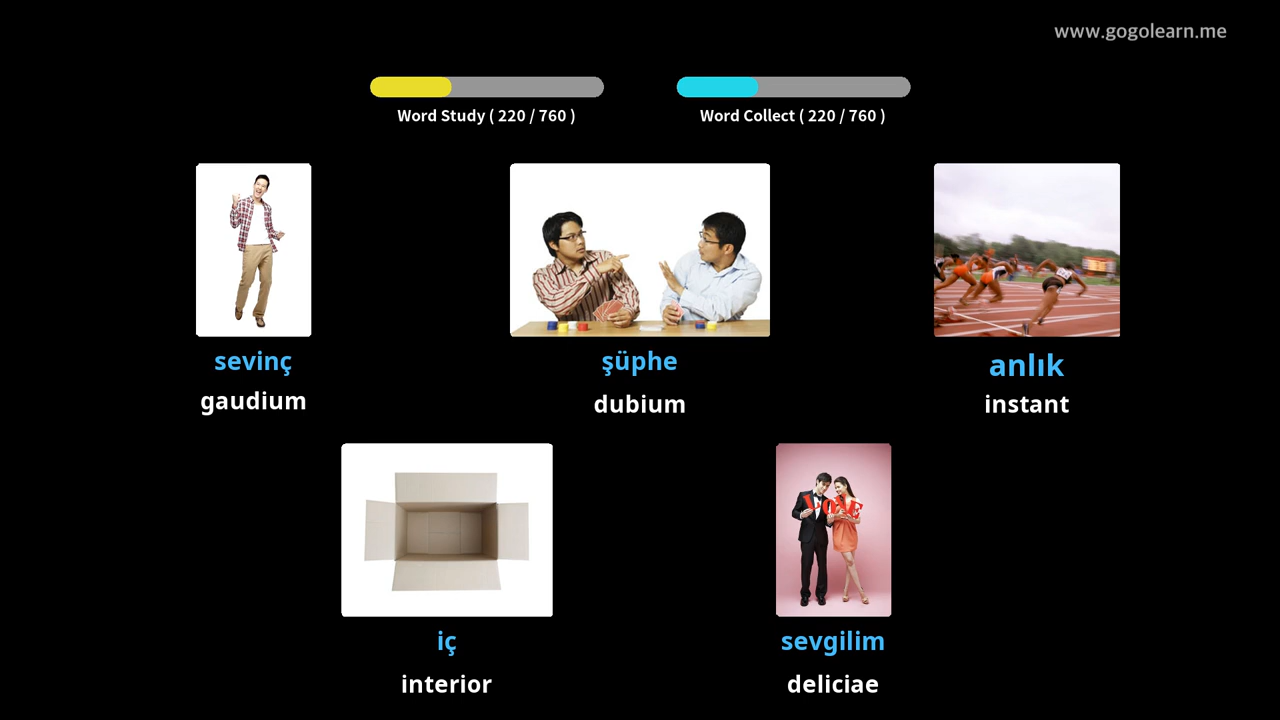 www.gogolearn.me
Word Study ( 220 / 760 )
Word Collect ( 220 / 760 )
sevinç
gaudium
şüphe
dubium
anlık
instant
iç
interior
sevgilim
deliciae